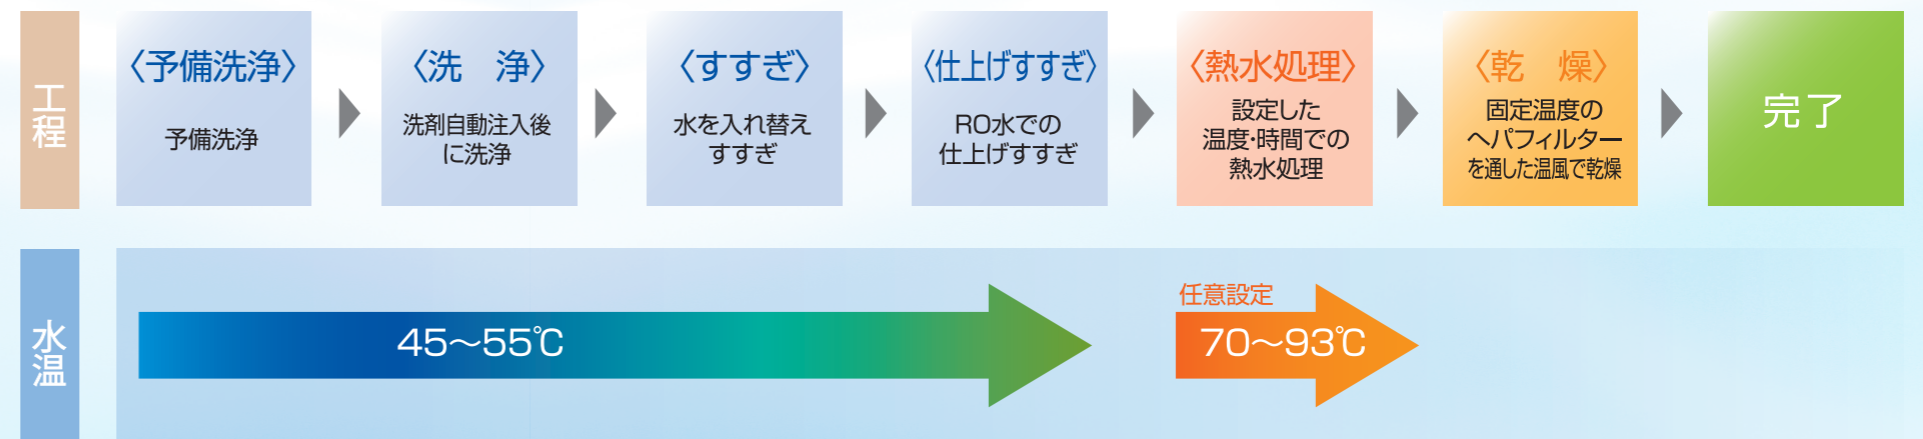 工程
〈予備洗浄〉
予備洗浄
〈洗　浄〉
洗剤自動注入後
に洗浄
〈すすぎ〉
水を入れ替え
すすぎ
〈仕上げすすぎ〉
RO水での
仕上げすすぎ
〈熱水処理〉
設定した
温度・時間での
熱水処理
〈乾　燥〉
固定温度の
ヘパフィルター
を通した温風で乾燥
完了
水温
45〜55℃
任意設定
70〜93℃